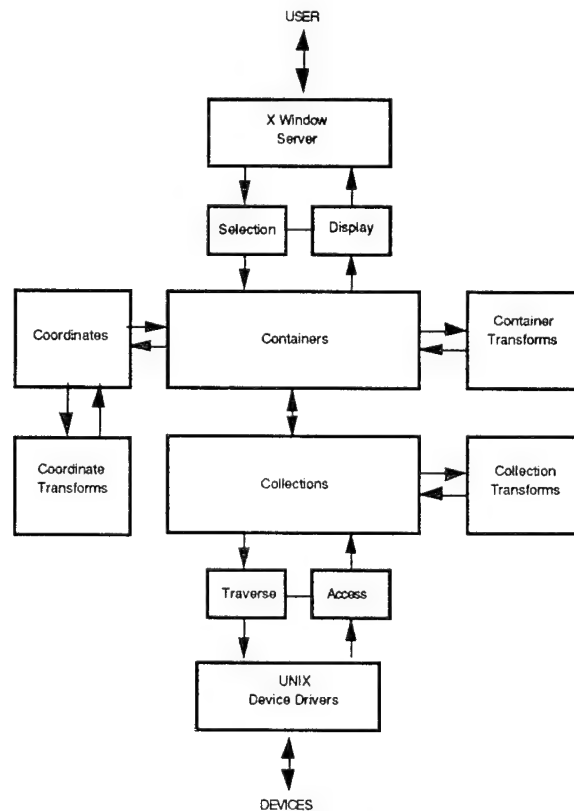 USER
X Window
Server
Selection
Display
Coordinates
Containers
Container
Transforms
Coordinate
Transforms
Collections
Collection
Transforms
Traverse
Access
UNIX
Device Drivers
DEVICES